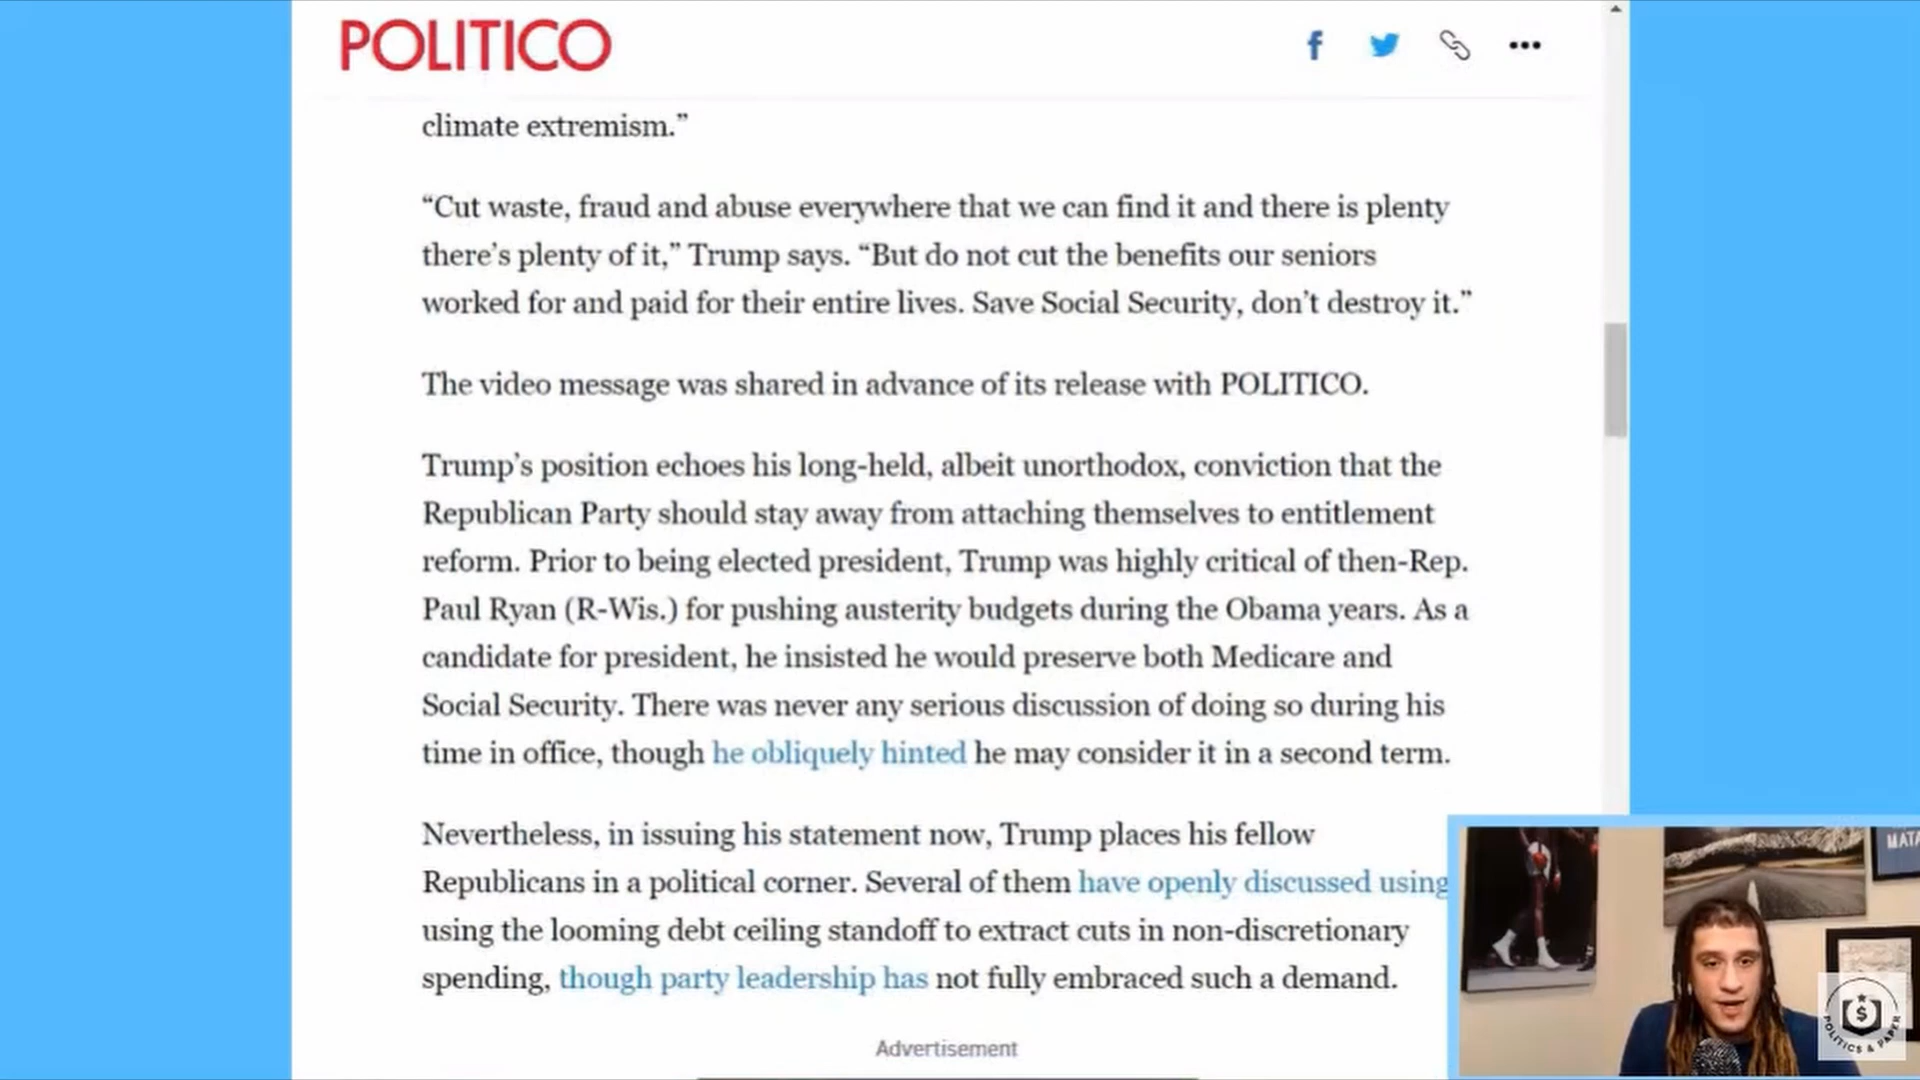 POLITICO
climate extremism.”
“Cut waste, fraud and abuse everywhere that we can find it and there is plenty
there’s plenty of it,” Trump says. “But do not cut the benefits our seniors
worked for and paid for their entire lives. Save Social Security, don’t destroy it.”
The video message was shared in advance of its release with POLITICO.
Trump’s position echoes his long-held, albeit unorthodox, conviction that the
Republican Party should stay away from attaching themselves to entitlement
reform. Prior to being elected president, Trump was highly critical of then-Rep.
Paul Ryan (R-Wis.) for pushing austerity budgets during the Obama years. As a
candidate for president, he insisted he would preserve both Medicare and
Social Security. There was never any serious discussion of doing so during his
time in office, though he obliquely hinted he may consider it in a second term.
Nevertheless, in issuing his statement now, Trump places his fellow
Republicans in a political corner. Several of them have openly discussed using
using the looming debt ceiling standoff to extract cuts in non-discretionary
spending, though party leadership has not fully embraced such a demand.
Advertisement
MATA
$
POLITICS & PAPER